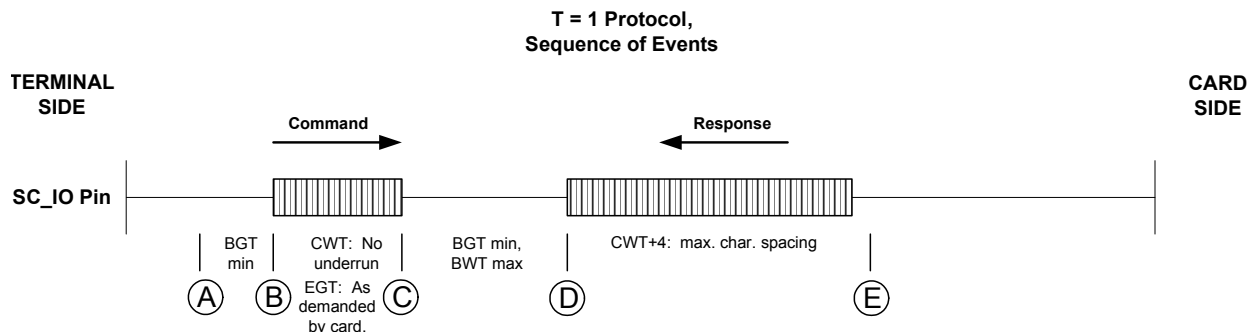 T = 1 Protocol,
Sequence of Events
TERMINAL
SIDE
CARD
SIDE
Command
Response
SC_IO Pin
BGT
min
CWT: No
underrun
EGT: As
demanded
by card.
BGT min,
BWT max
CWT+4: max. char. spacing
A
B
C
D
E